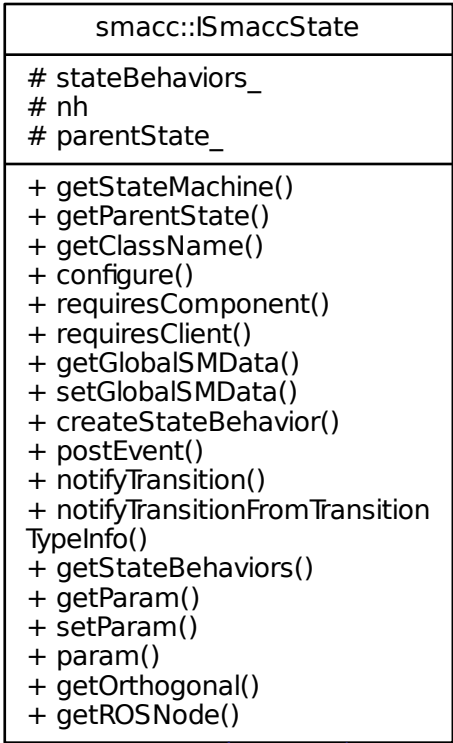 smacc::ISmaccState
# stateBehaviors_
# nh
# parentState_
+ getStateMachine()
+ getParentState()
+ getClassName()
+ configure()
+ requiresComponent()
+ requiresClient()
+ getGlobalSMData()
+ setGlobalSMData()
+ createStateBehavior()
+ postEvent()
+ notifyTransition()
+ notifyTransitionFromTransition
TypeInfo()
+ getStateBehaviors()
+ getParam()
+ setParam()
+ param()
+ getOrthogonal()
+ getROSNode()